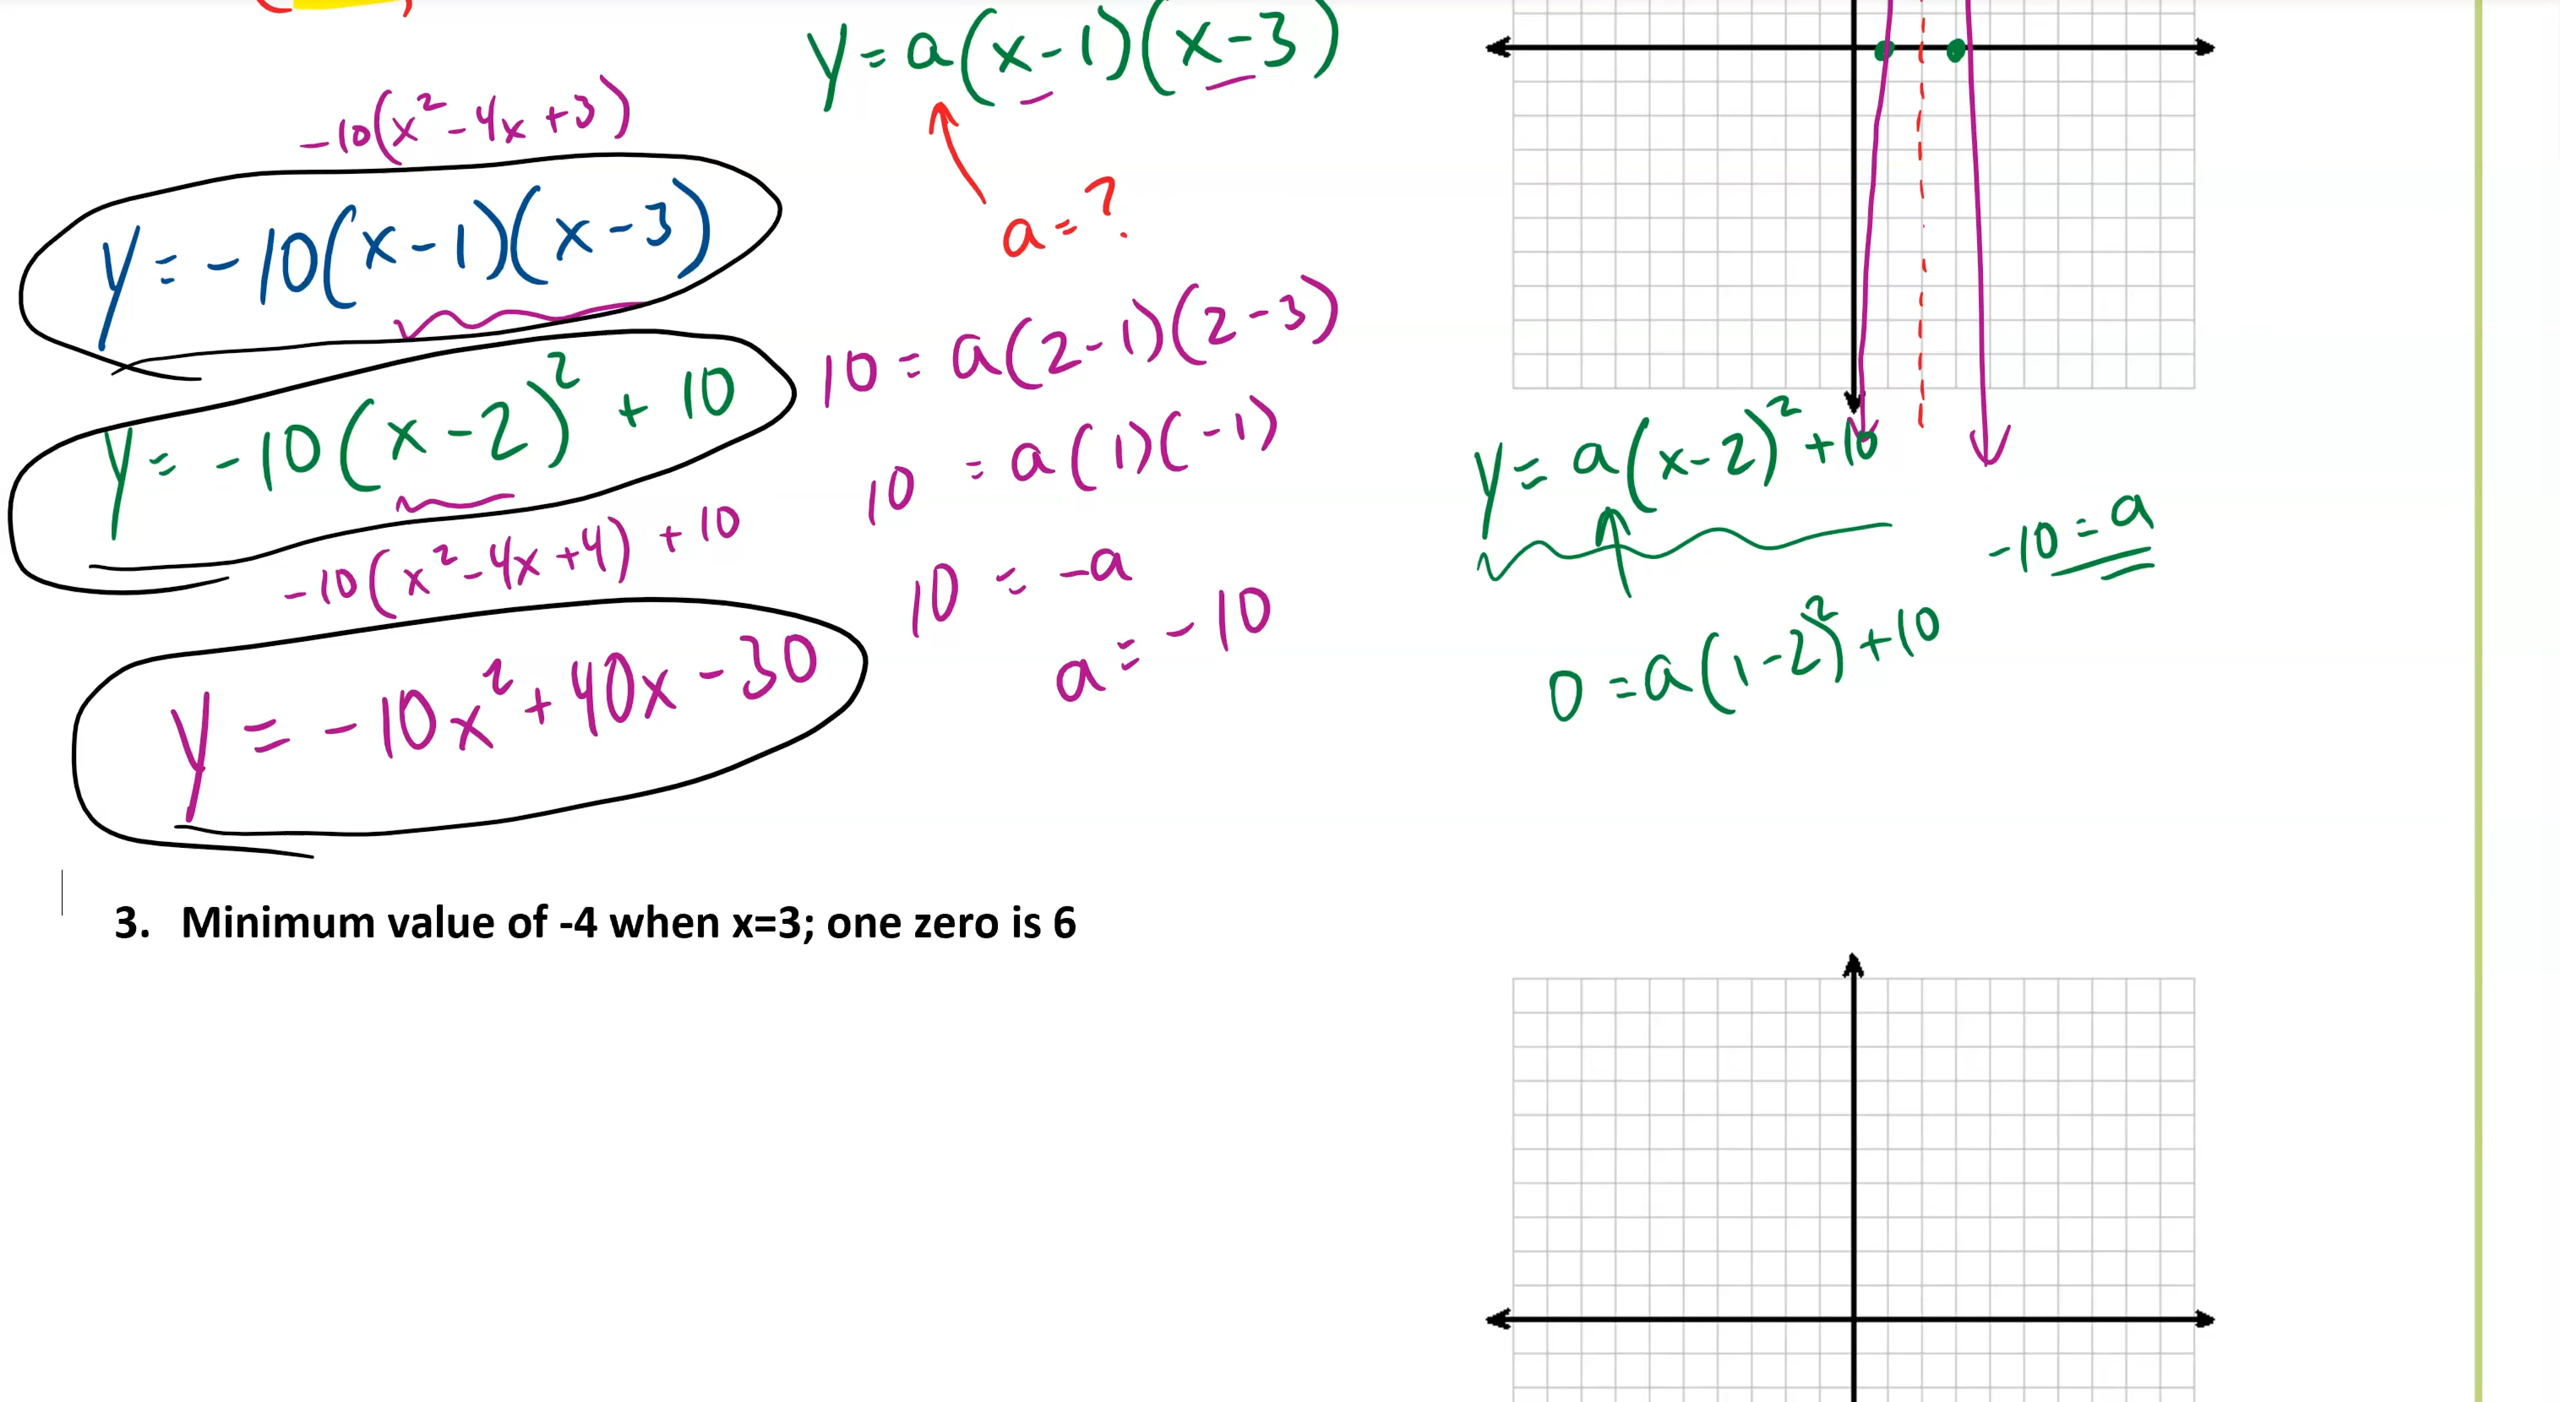 y = a(x-1)(x-3)
-10(x²-4x+3)
y = -10(x-1)(x-3)
a = ?
10 = a(2-1)(2-3)
y = -10(x-2)² + 10
10 = a(1)(-1)
-10(x²-4x+4) + 10
10 = -a
a = -10
y = -10x² + 40x - 30
y = a(x-2)² + 10
-10 = a
0 = a(1-2)² + 10
3. Minimum value of -4 when x=3; one zero is 6